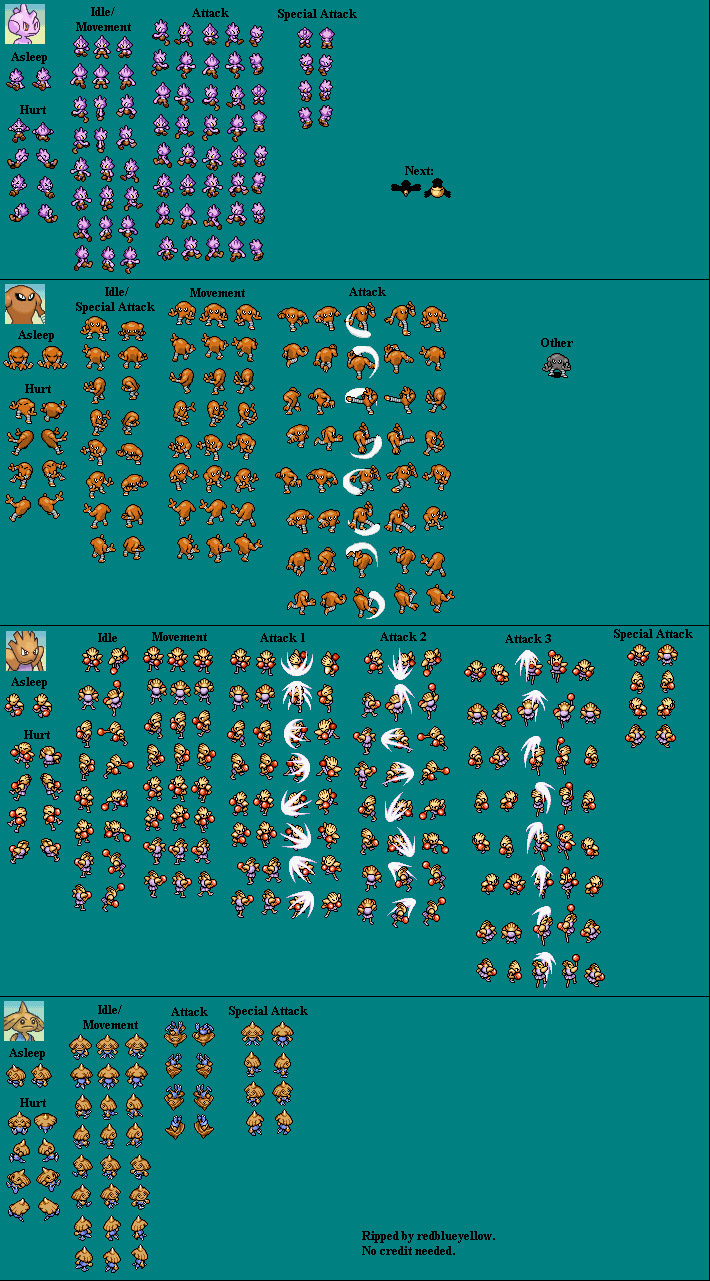 Idle/
Movement
Attack
Special Attack
Asleep
Hurt
Next:
Idle/
Special Attack
Movement
Attack
Asleep
Hurt
Other
Idle
Movement
Attack 1
Attack 2
Attack 3
Special Attack
Asleep
Hurt
Idle/
Movement
Attack
Special Attack
Asleep
Hurt
Ripped by redblueyellow.
No credit needed.